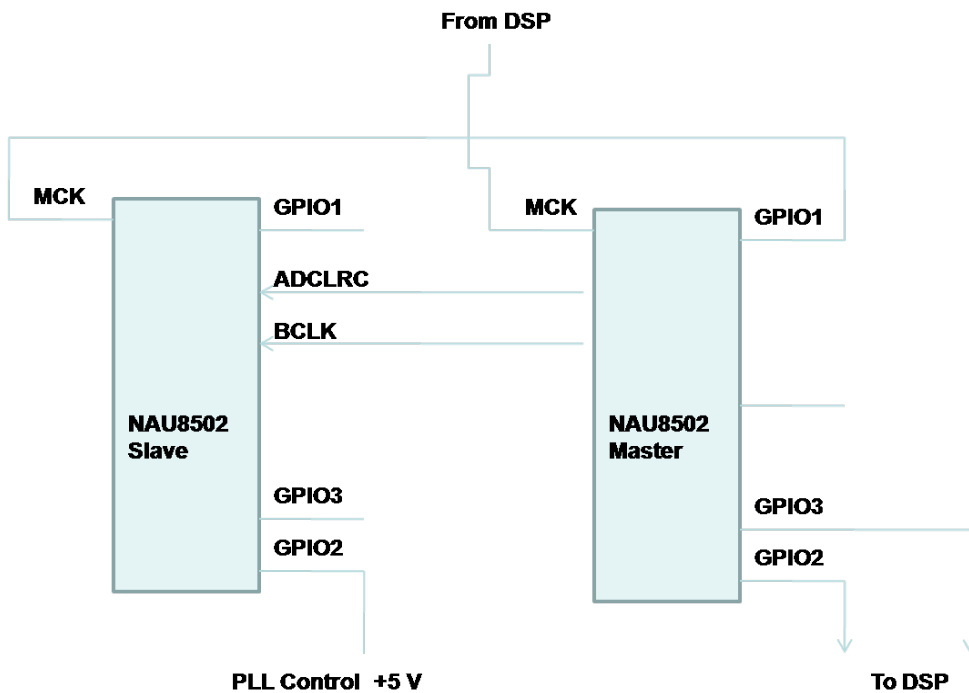 From DSP
MCK
GPIO1
MCK
GPIO1
ADCLRC
BCLK
NAU8502
Slave
NAU8502
Master
GPIO3
GPIO3
GPIO2
GPIO2
PLL Control +5 V
To DSP